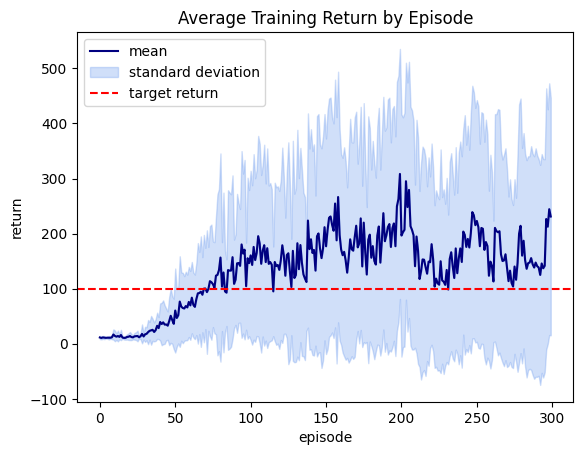 Average Training Return by Episode
mean
standard deviation
target return
return
500
400
300
200
100
0
−100
0
50
100
150
200
250
300
episode